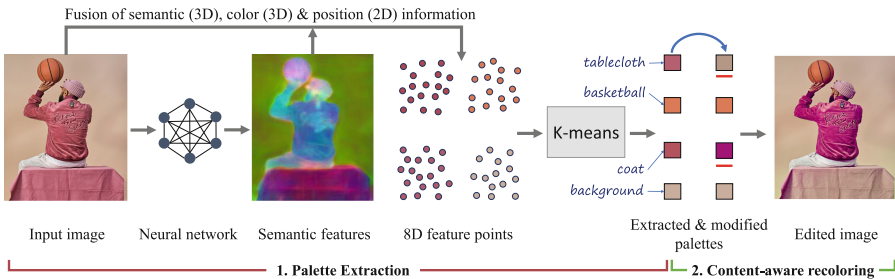 Fusion of semantic (3D), color (3D) & position (2D) information
tablecloth
basketball
K-means
coat
background
Input image
Neural network
Semantic features
8D feature points
Extracted & modified
palettes
Edited image
1. Palette Extraction
2. Content-aware recoloring